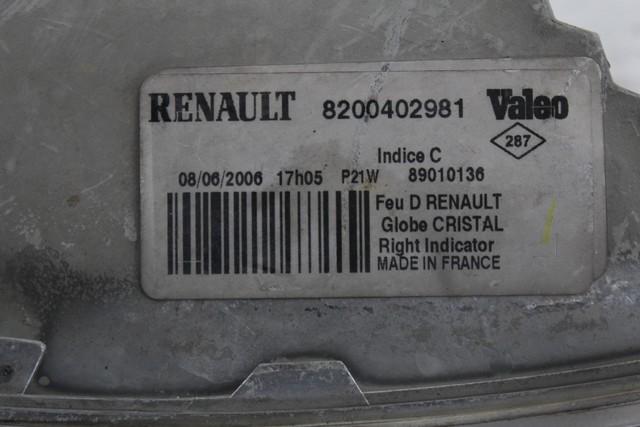 RENAULT 8200402981 Valeo
287
Indice C
08/06/2006 17h05 P21W 89010136
Feu D RENAULT
Globe CRISTAL
Right Indicator
MADE IN FRANCE